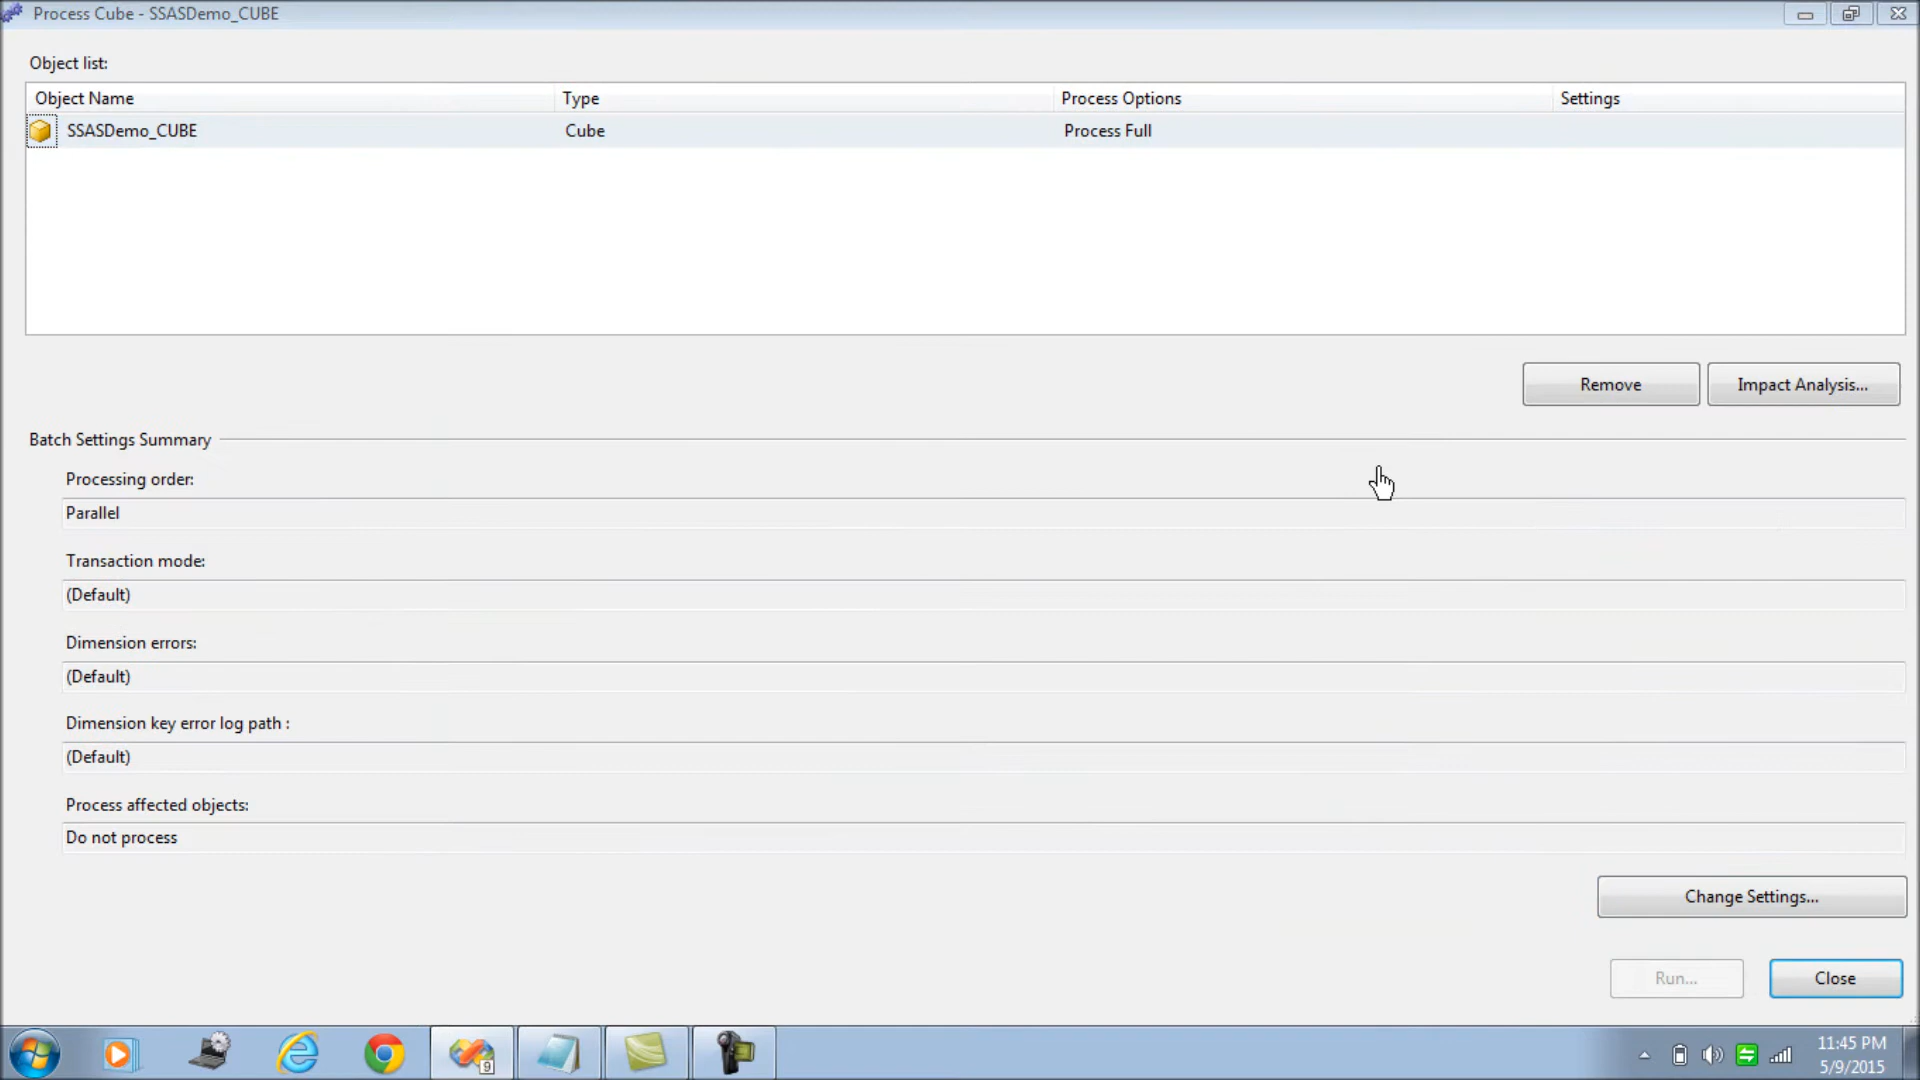 Process Cube - SSASDemo_CUBE
Object list:
Object Name Type Process Options Settings
SSASDemo_CUBE Cube Process Full
Remove Impact Analysis...
Batch Settings Summary
Processing order:
Parallel
Transaction mode:
(Default)
Dimension errors:
(Default)
Dimension key error log path :
(Default)
Process affected objects:
Do not process
Change Settings...
Run... Close
9
11:45 PM
5/9/2015